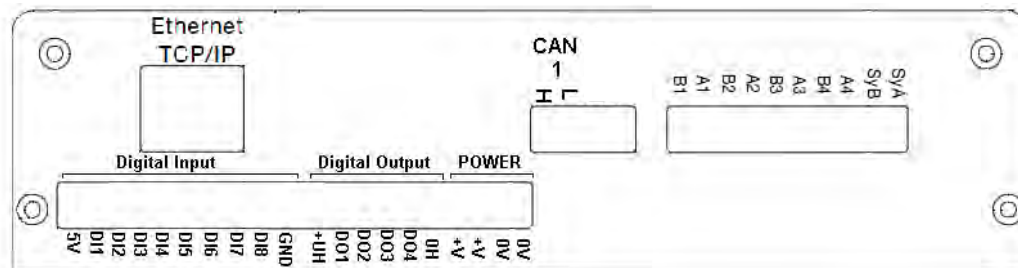 Ethernet
TCP/IP
CAN
1
H L
B1 A1 B2 A2 B3 A3 B4 A4 SyB SyA
Digital Input Digital Output POWER
5V DI1 DI2 DI3 DI4 DI5 DI6 DI7 DI8 GND +UH DO1 DO2 DO3 DO4 0H +V +V 0V 0V